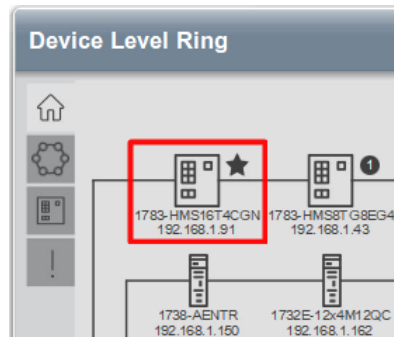 Device Level Ring
1
1783-HMS16T4CGN 1783-HMS8TG8EG4
192.168.1.91 192.168.1.43
1738-AENTR 1732E-12x4M12QC
192.168.1.150 192.168.1.162